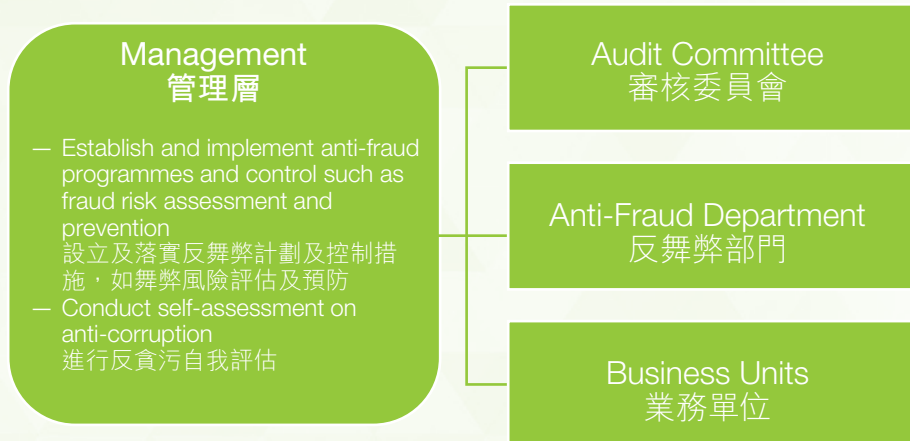 Management
管理層
— Establish and implement anti-fraud
programmes and control such as
fraud risk assessment and
prevention
設立及落實反舞弊計劃及控制措
施，如舞弊風險評估及預防
— Conduct self-assessment on
anti-corruption
進行反貪污自我評估
Audit Committee
審核委員會
Anti-Fraud Department
反舞弊部門
Business Units
業務單位